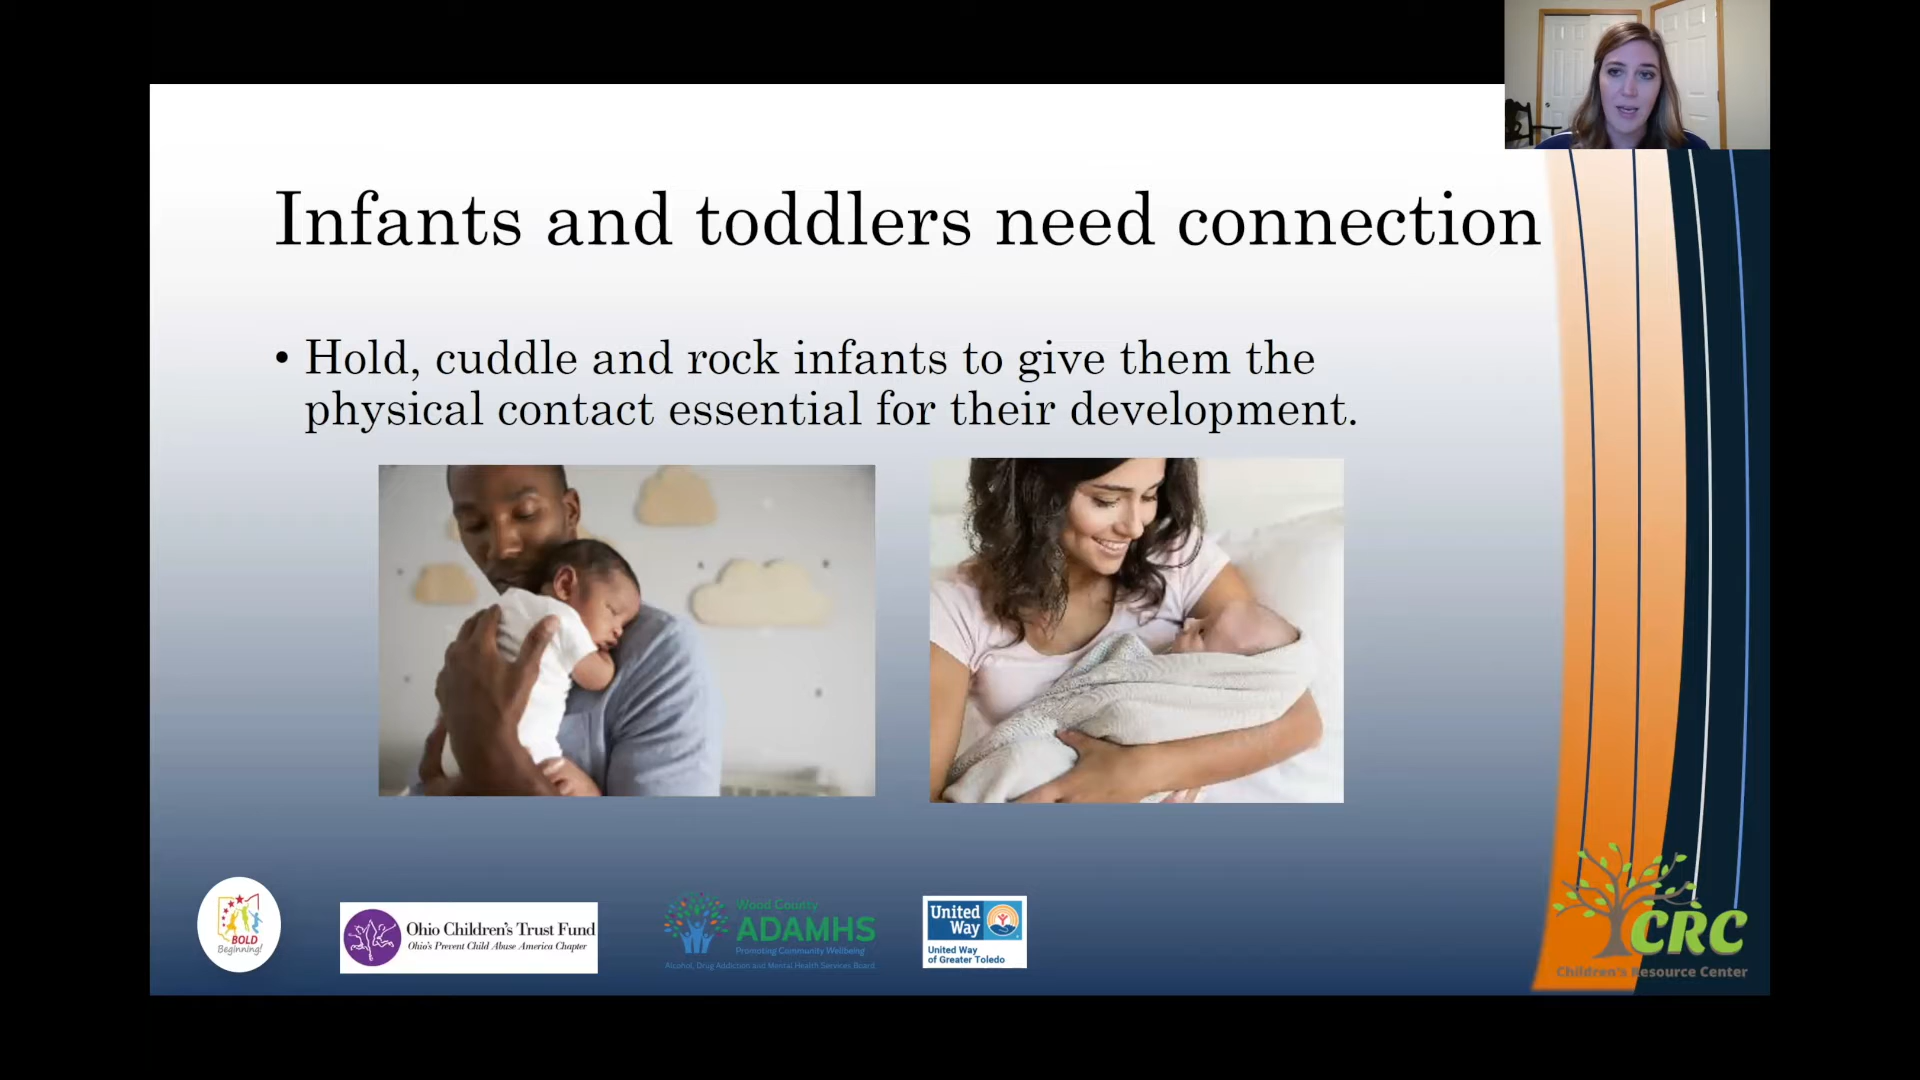 Infants and toddlers need connection
• Hold, cuddle and rock infants to give them the
physical contact essential for their development.
BOLD
Beginning!
Ohio Children's Trust Fund
Ohio's Prevent Child Abuse America Chapter
Wood County
ADAMHS
Promoting Community Wellbeing
Alcohol, Drug Addiction and Mental Health Services Board
United
Way
United Way
of Greater Toledo
CRC
Children's Resource Center